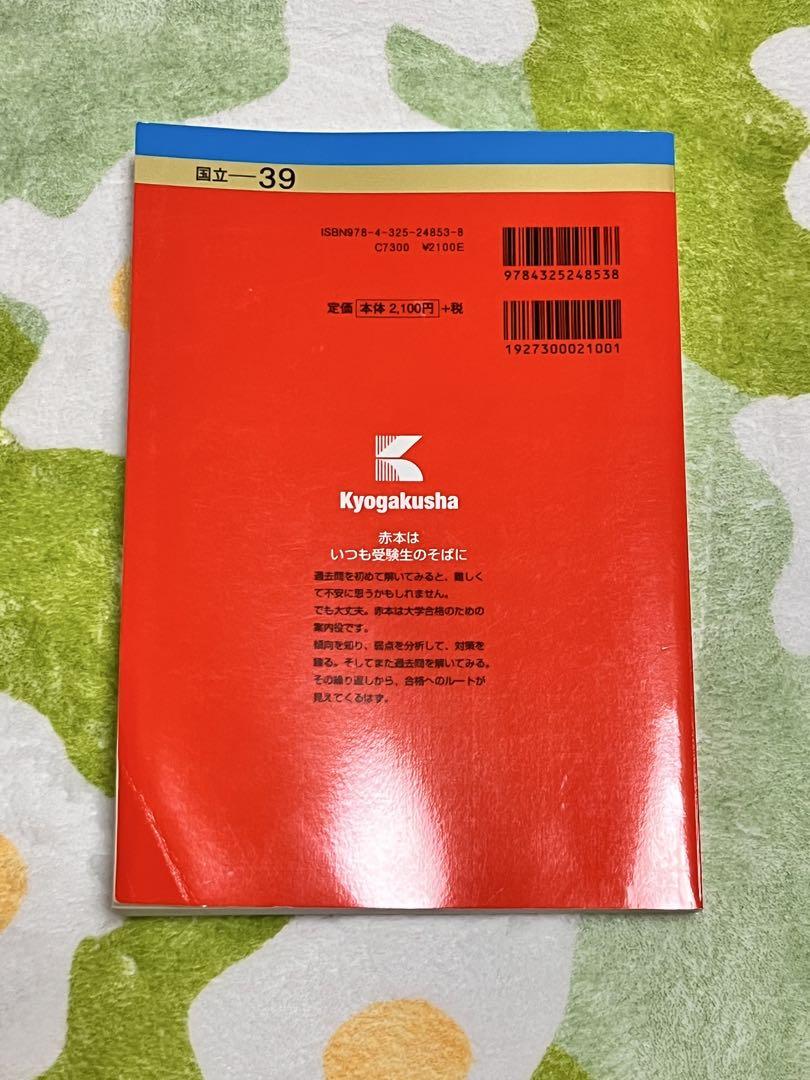 国立—39
ISBN978-4-325-24853-8
C7300 ¥2100E
9784325248538
定価 本体 2,100円 +税
1927300021001
Kyogakusha
赤本は
いつも受験生のそばに
過去問を初めて解いてみると、難しく
て不安に思うかもしれません。
でも大丈夫。赤本は大学合格のための
案内役です。
傾向を知り、弱点を分析して、対策を
練る。そしてまた過去問を解いてみる。
その繰り返しから、合格へのルートが
見えてくるはず。